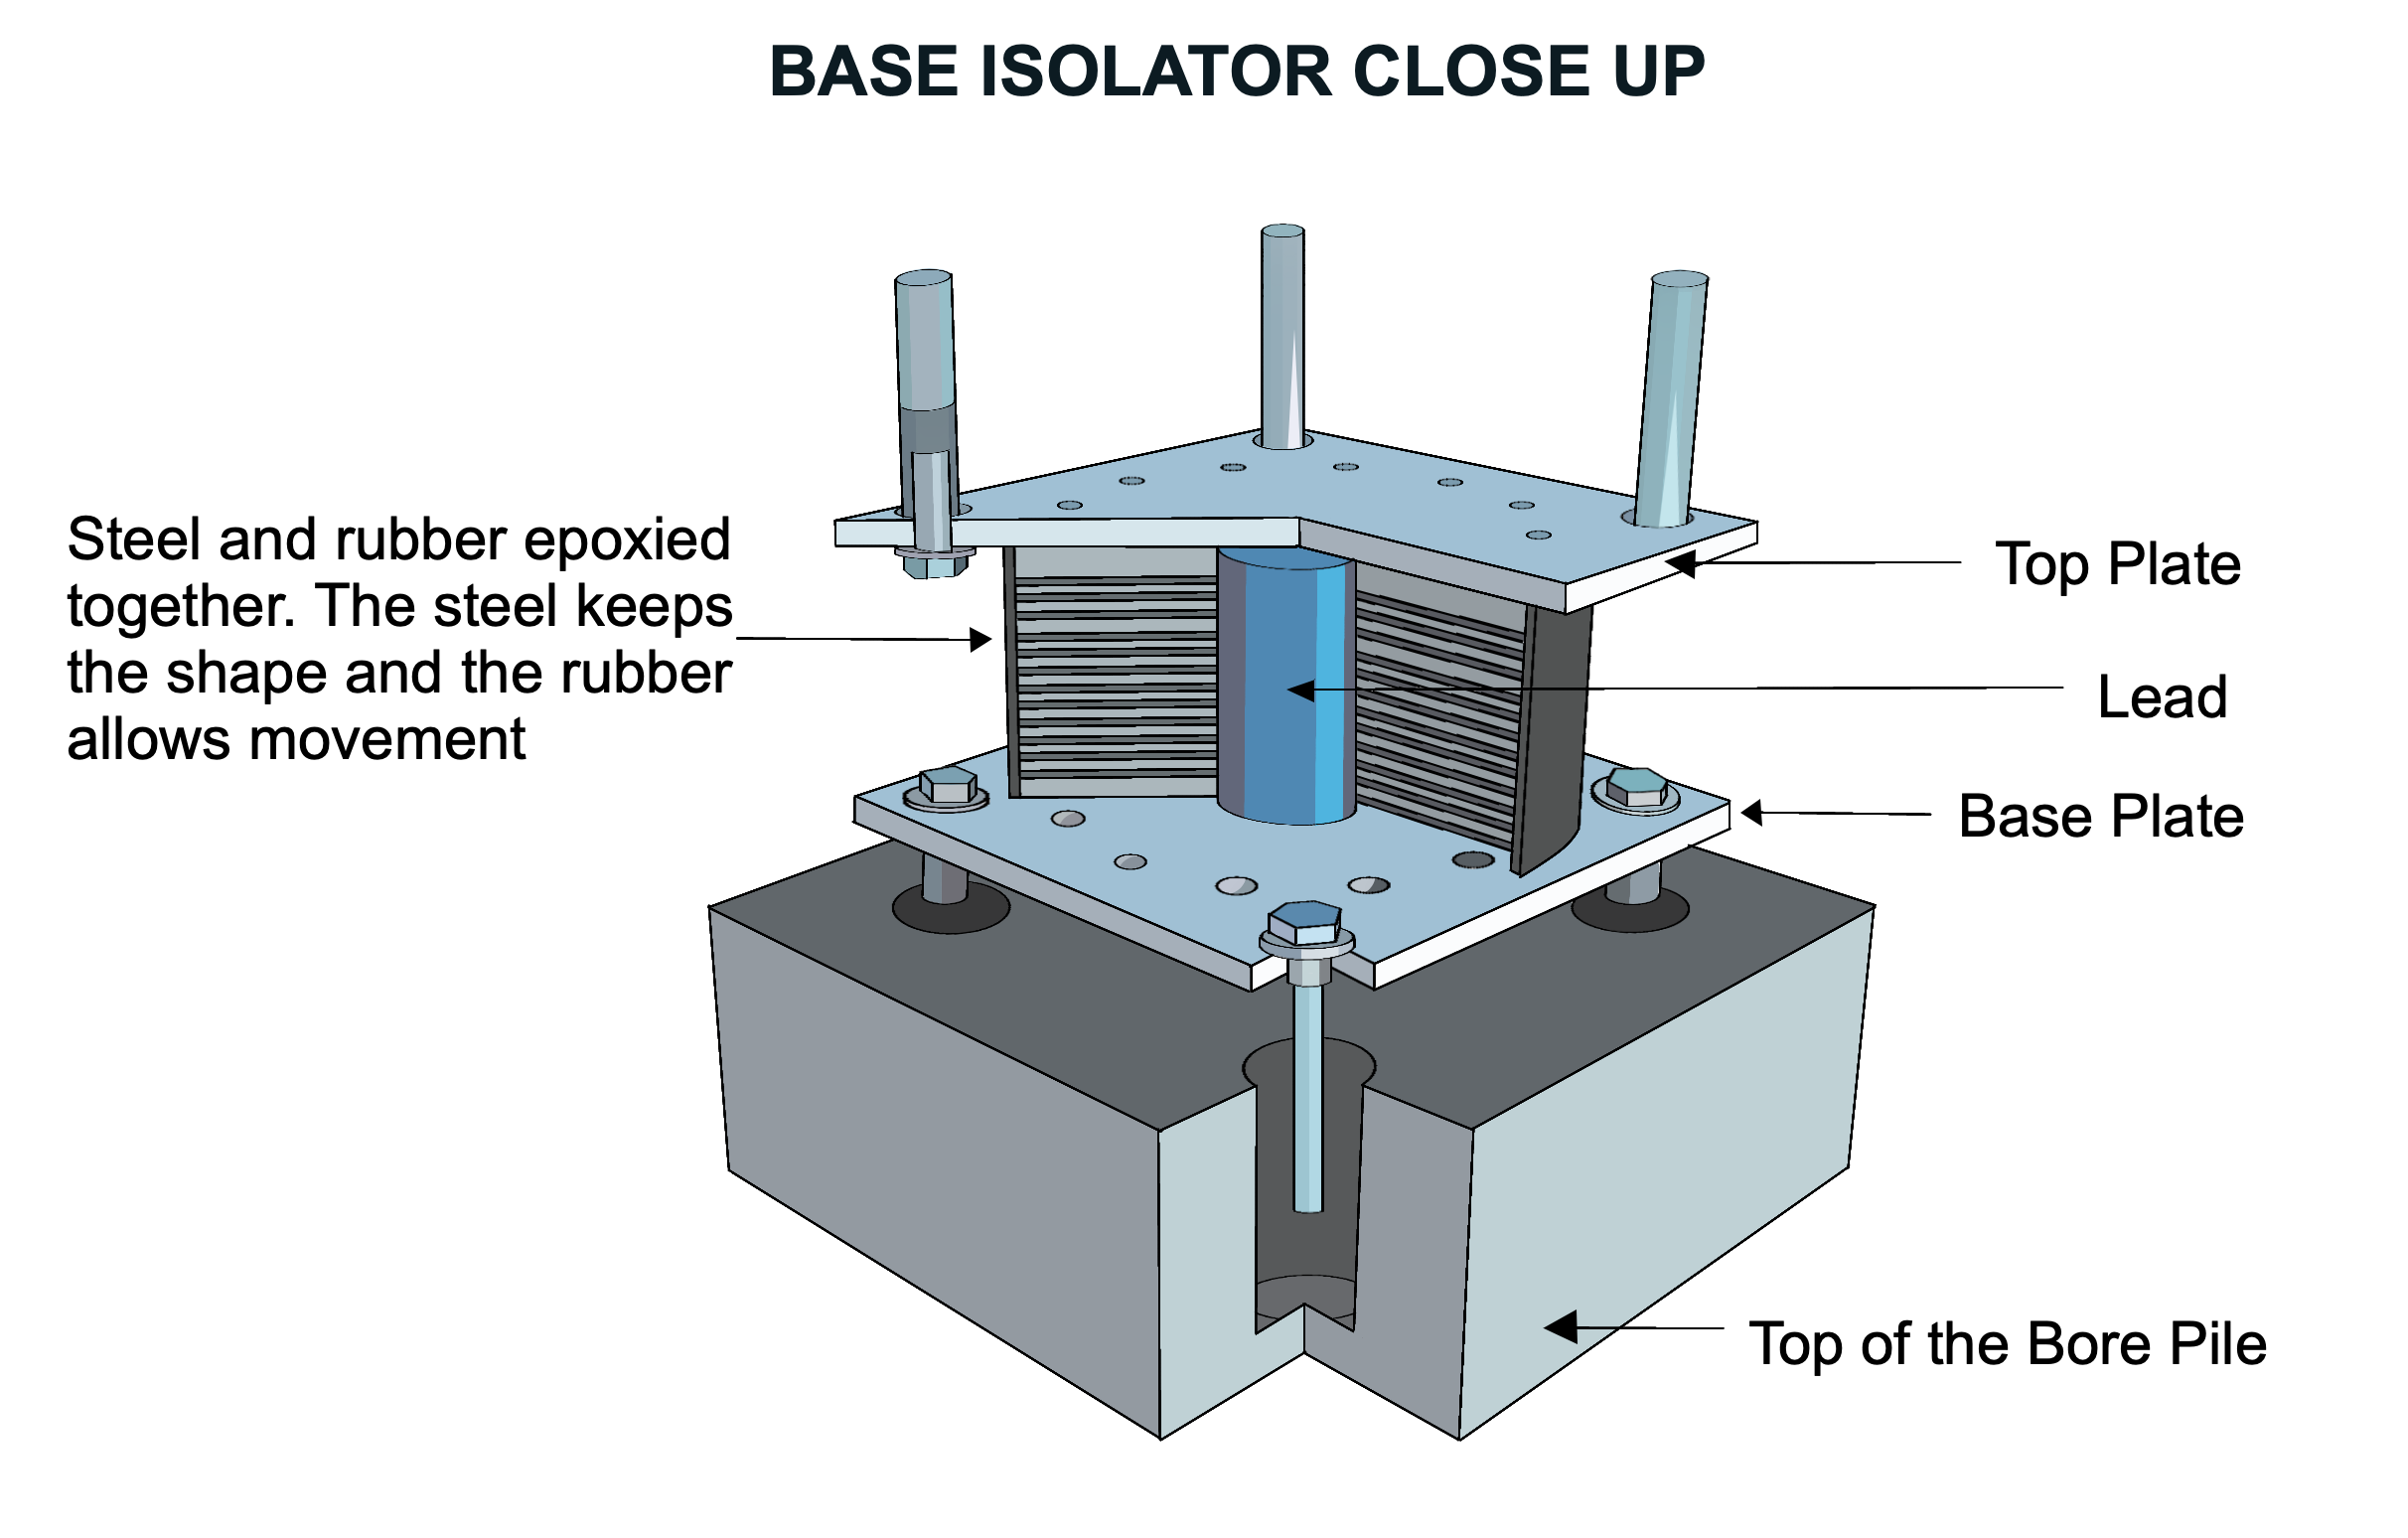 BASE ISOLATOR CLOSE UP
Steel and rubber epoxied
together. The steel keeps
the shape and the rubber
allows movement
Top Plate
Lead
Base Plate
Top of the Bore Pile